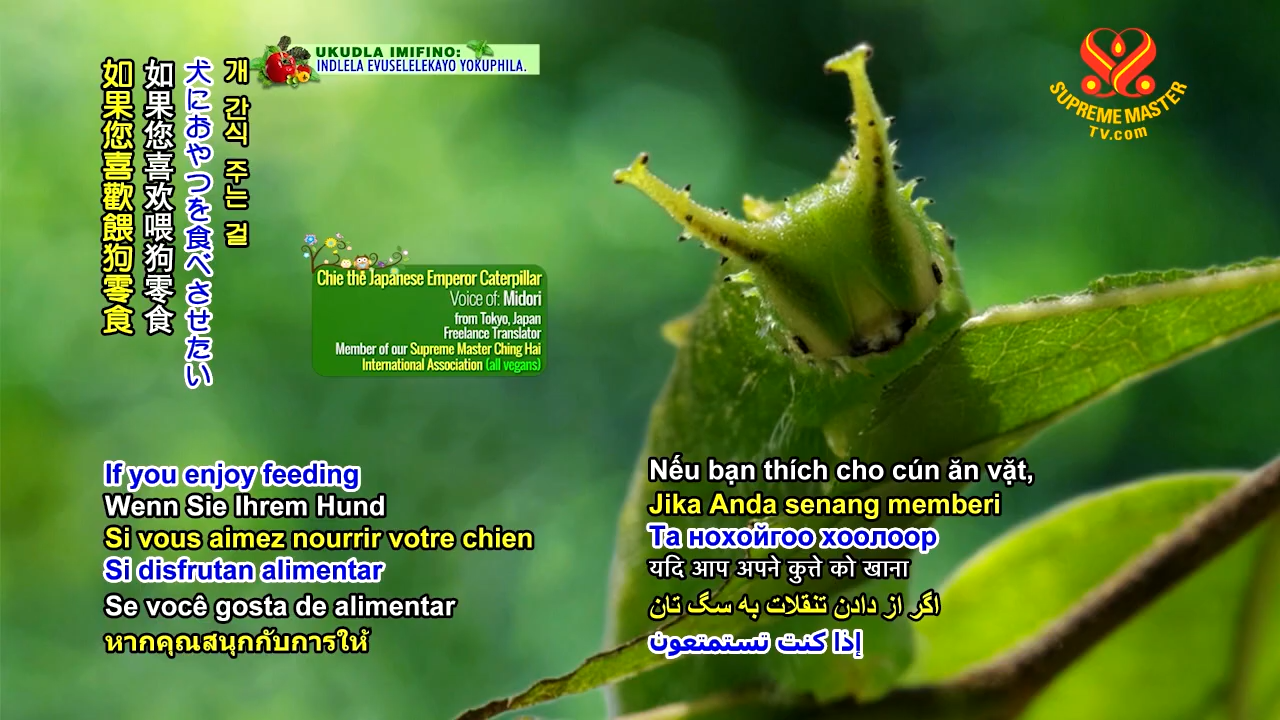 UKUDLA IMIFINO:
INDLELA EVUSELELEKAYO YOKUPHILA.
SUPREME MASTER
TV.com
개 간식 주는 걸
犬におやつを食べさせたい
如果您喜欢喂狗零食
如果您喜歡餵狗零食
Chie the Japanese Emperor Caterpillar
Voice of: Midori
from Tokyo, Japan
Freelance Translator
Member of our Supreme Master Ching Hai
International Association (all vegans)
If you enjoy feeding
Wenn Sie Ihrem Hund
Si vous aimez nourrir votre chien
Si disfrutan alimentar
Se você gosta de alimentar
หากคุณสนุกกับการให้
Nếu bạn thích cho cún ăn vặt,
Jika Anda senang memberi
Та нохойгоо хоолоор
यदि आप अपने कुत्ते को खाना
اگر از دادن تنقلات به سگ تان
إذا كنت تستمتعون